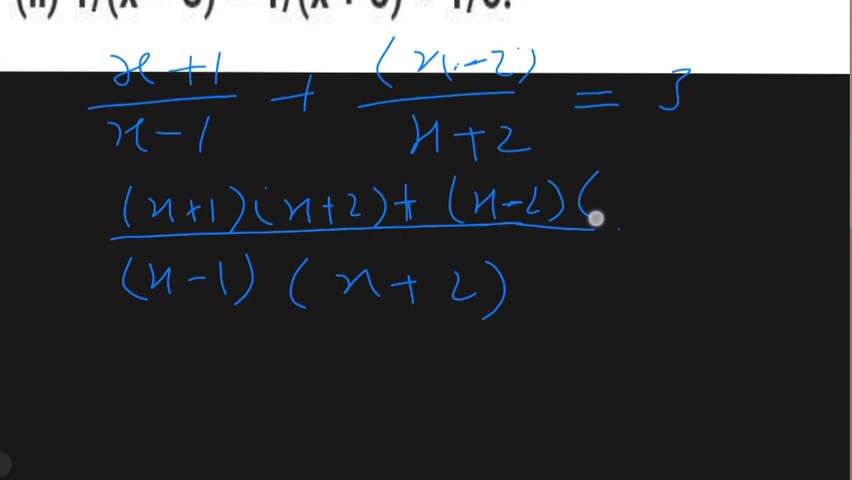 x+1/x-1 + (x-2)/x+2 = 3
(x+1)(x+2)+(x-2)(
(x-1)(x+2)